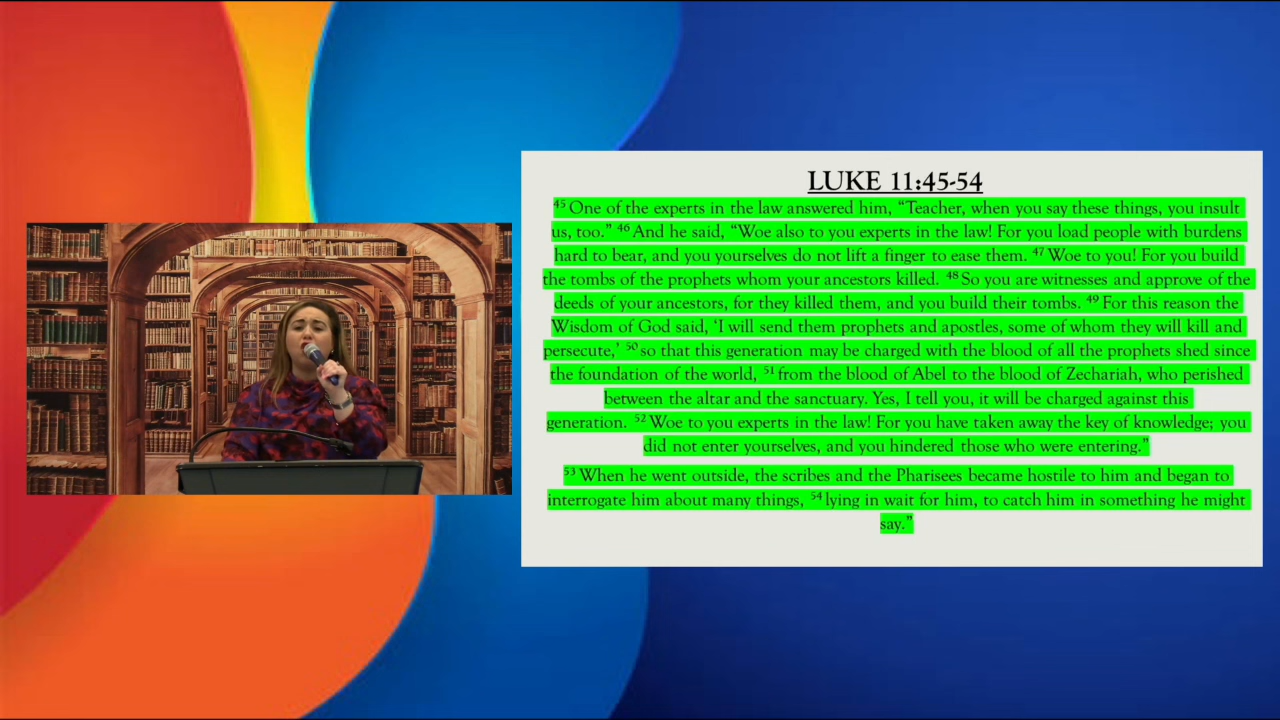 LUKE 11:45-54
⁴⁵ One of the experts in the law answered him, “Teacher, when you say these things, you insult
us, too.” ⁴⁶ And he said, “Woe also to you experts in the law! For you load people with burdens
hard to bear, and you yourselves do not lift a finger to ease them. ⁴⁷ Woe to you! For you build
the tombs of the prophets whom your ancestors killed. ⁴⁸ So you are witnesses and approve of the
deeds of your ancestors, for they killed them, and you build their tombs. ⁴⁹ For this reason the
Wisdom of God said, ‘I will send them prophets and apostles, some of whom they will kill and
persecute,’ ⁵⁰ so that this generation may be charged with the blood of all the prophets shed since
the foundation of the world, ⁵¹ from the blood of Abel to the blood of Zechariah, who perished
between the altar and the sanctuary. Yes, I tell you, it will be charged against this
generation. ⁵² Woe to you experts in the law! For you have taken away the key of knowledge; you
did not enter yourselves, and you hindered those who were entering.”
⁵³ When he went outside, the scribes and the Pharisees became hostile to him and began to
interrogate him about many things, ⁵⁴ lying in wait for him, to catch him in something he might
say.”